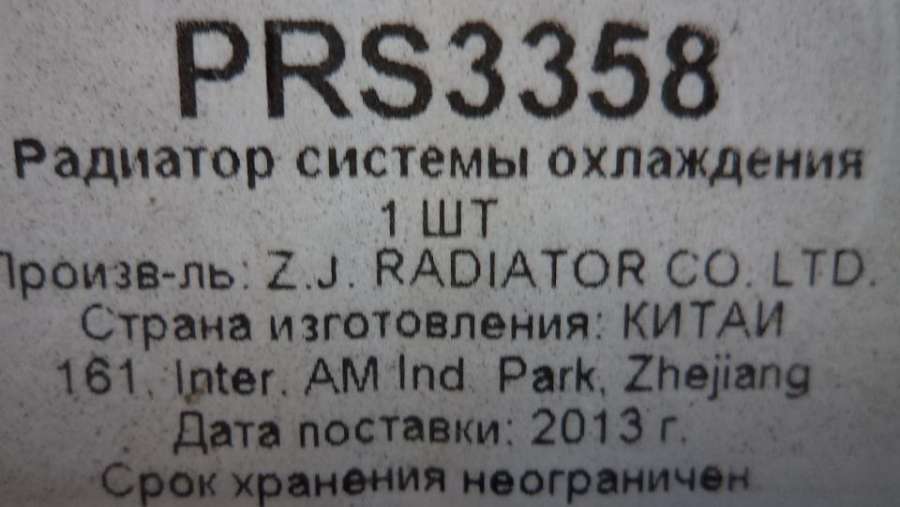 PRS3358
Радиатор системы охлаждения
1 ШТ
Произв-ль: Z.J. RADIATOR CO. LTD.
Страна изготовления: КИТАЙ
161, Inter. AM Ind. Park, Zhejiang
Дата поставки: 2013 г.
Срок хранения неограничен